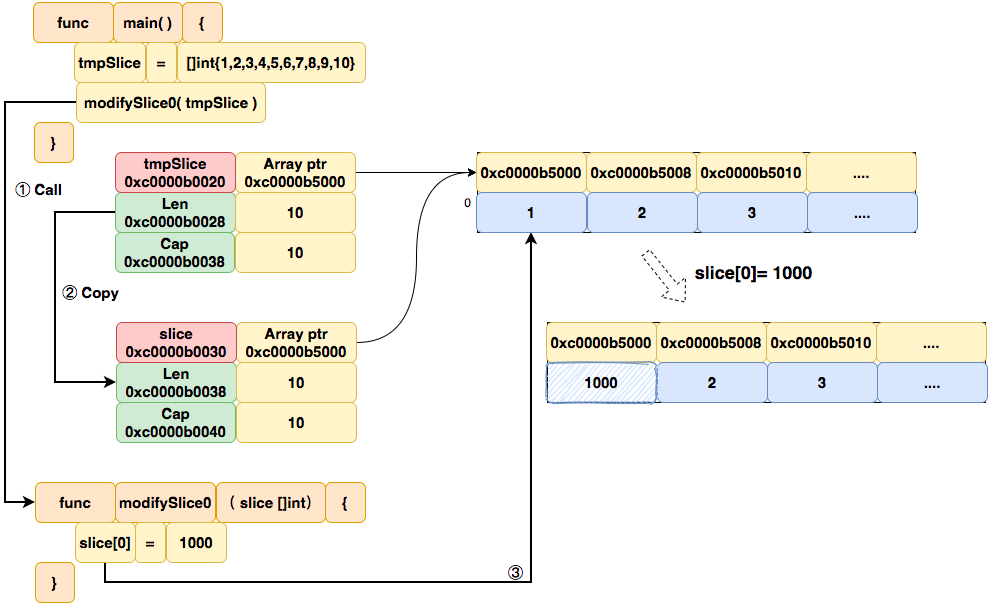 func main( ) {
tmpSlice = []int{1,2,3,4,5,6,7,8,9,10}
modifySlice0( tmpSlice )
}
① Call
tmpSlice
0xc0000b0020
Array ptr
0xc0000b5000
Len
0xc0000b0028
10
Cap
0xc0000b0038
10
② Copy
slice
0xc0000b0030
Array ptr
0xc0000b5000
Len
0xc0000b0038
10
Cap
0xc0000b0040
10
0xc0000b5000 0xc0000b5008 0xc0000b5010 ....
0
1 2 3 ....
slice[0]= 1000
0xc0000b5000 0xc0000b5008 0xc0000b5010 ....
1000 2 3 ....
func modifySlice0 ( slice []int) {
slice[0] = 1000
③
}